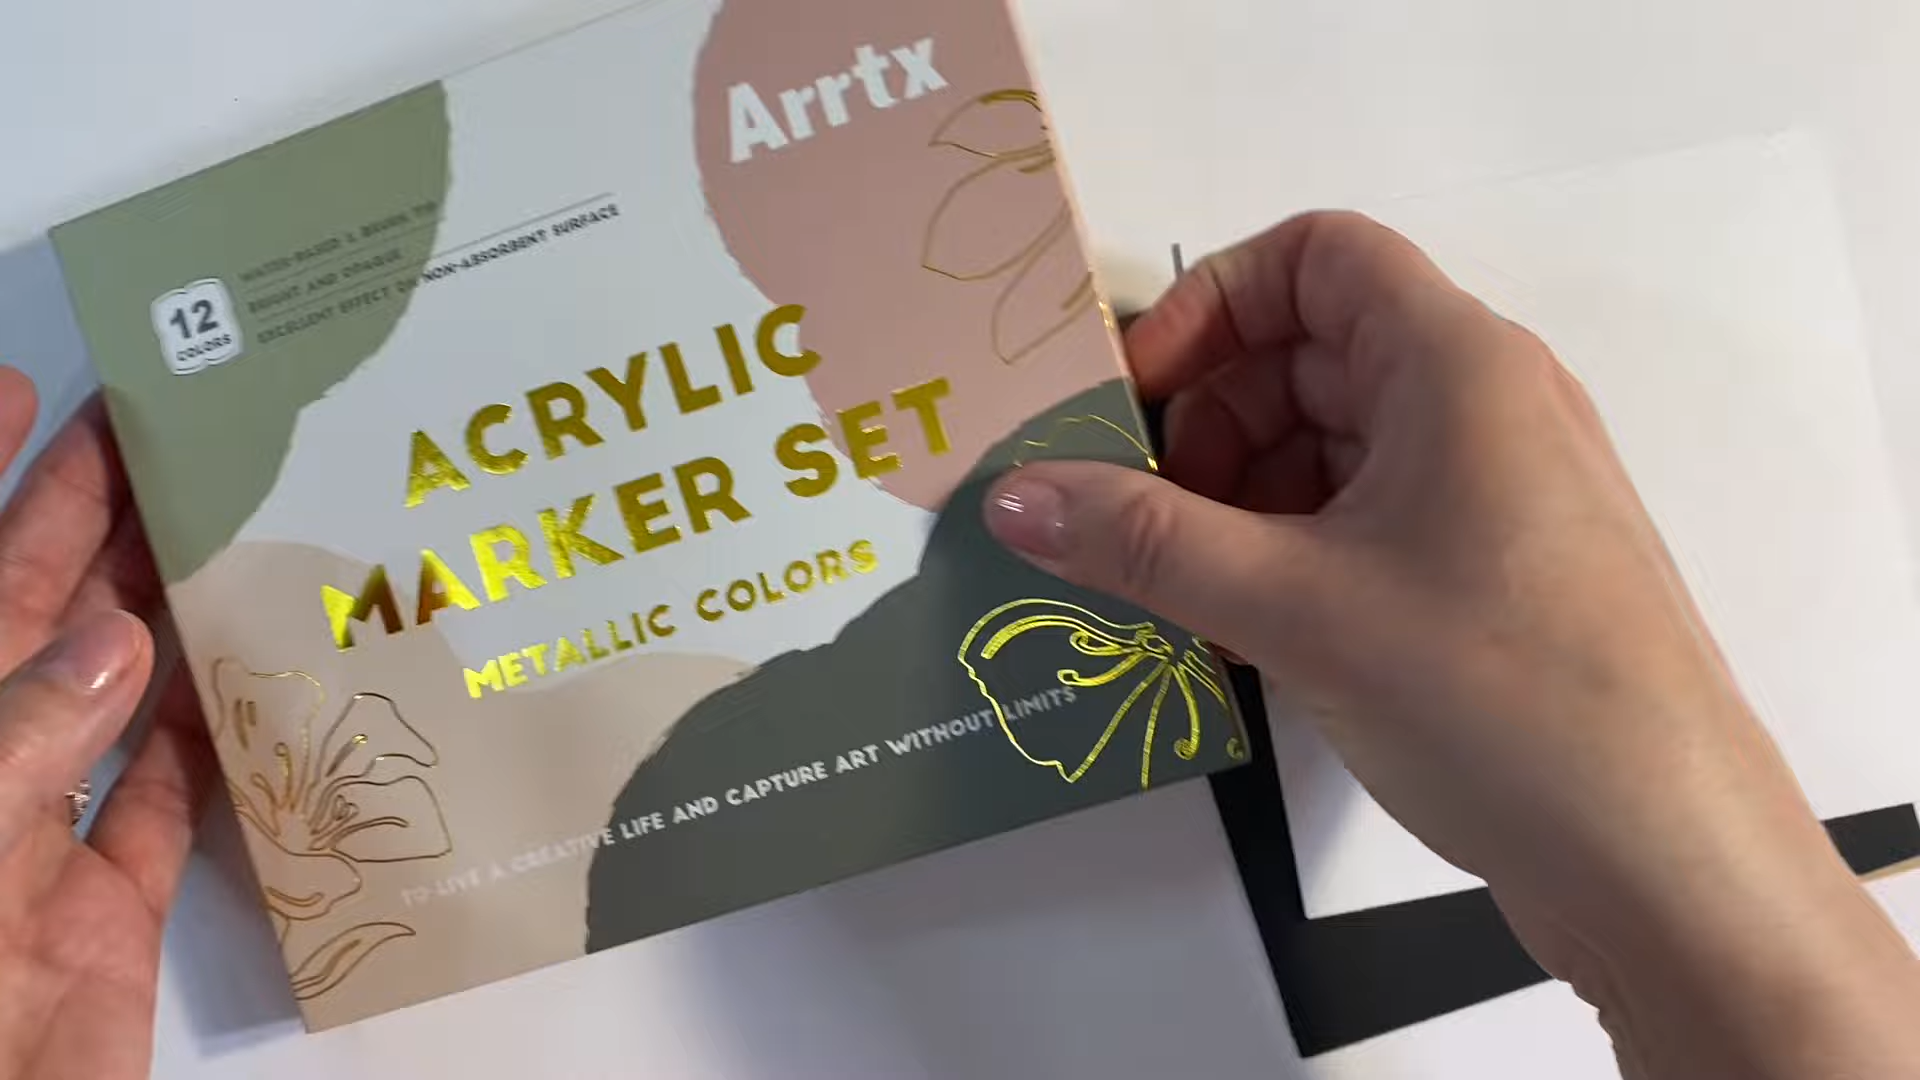 Arrtx
12
COLORS
WATER-BASED & BRUSH TIP
BRIGHT AND OPAQUE
EXCELLENT EFFECT ON NON-ABSORBENT SURFACE
ACRYLIC
MARKER SET
METALLIC COLORS
TO LIVE A CREATIVE LIFE AND CAPTURE ART WITHOUT LIMITS